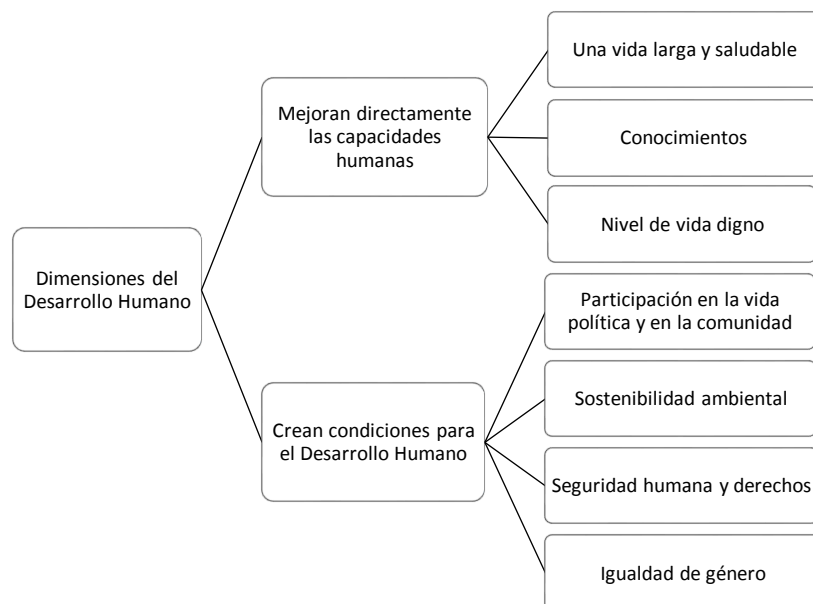 Dimensiones del
Desarrollo Humano
Mejoran directamente
las capacidades
humanas
Una vida larga y saludable
Conocimientos
Nivel de vida digno
Crean condiciones para
el Desarrollo Humano
Participación en la vida
política y en la comunidad
Sostenibilidad ambiental
Seguridad humana y derechos
Igualdad de género